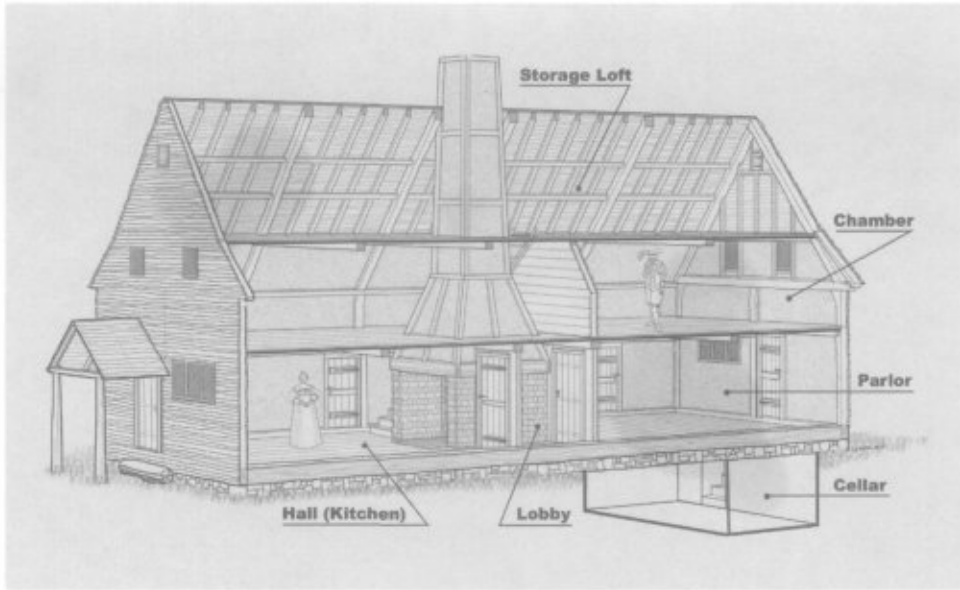 Storage Loft
Chamber
Parlor
Cellar
Hall (Kitchen)
Lobby